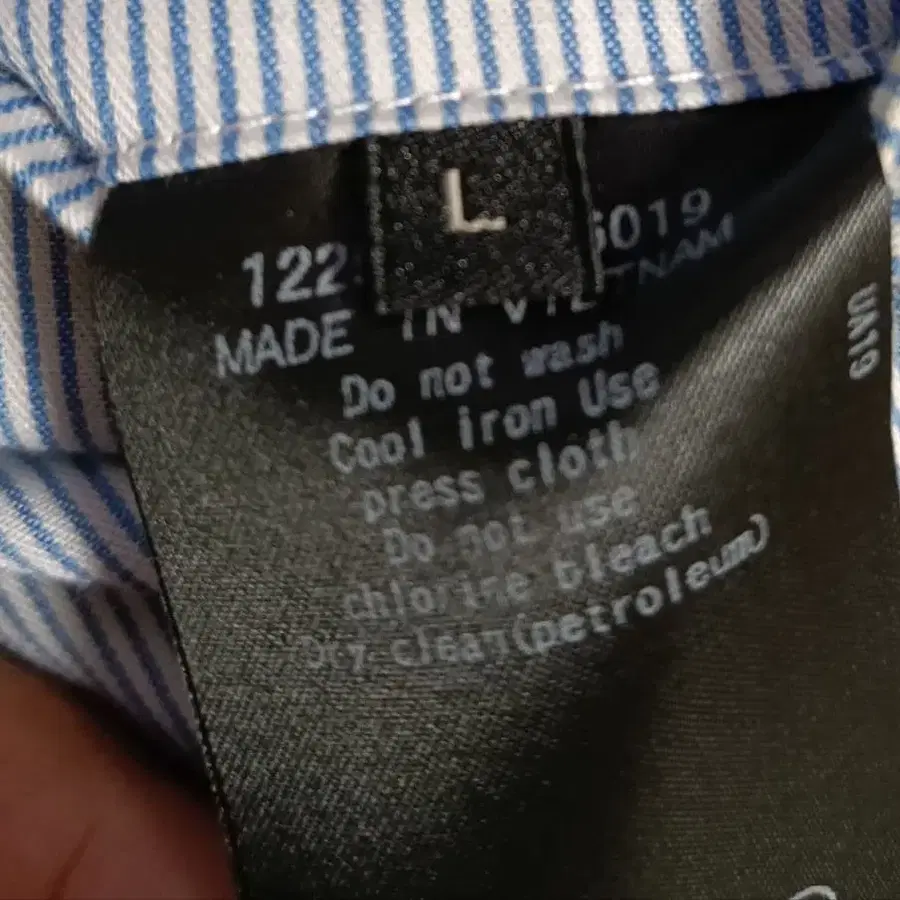 L
122 6019
MADE IN VIETNAM
Do not wash
Cool iron Use
press cloth
Do not use
chlorine bleach
Dry clean(petroleum)